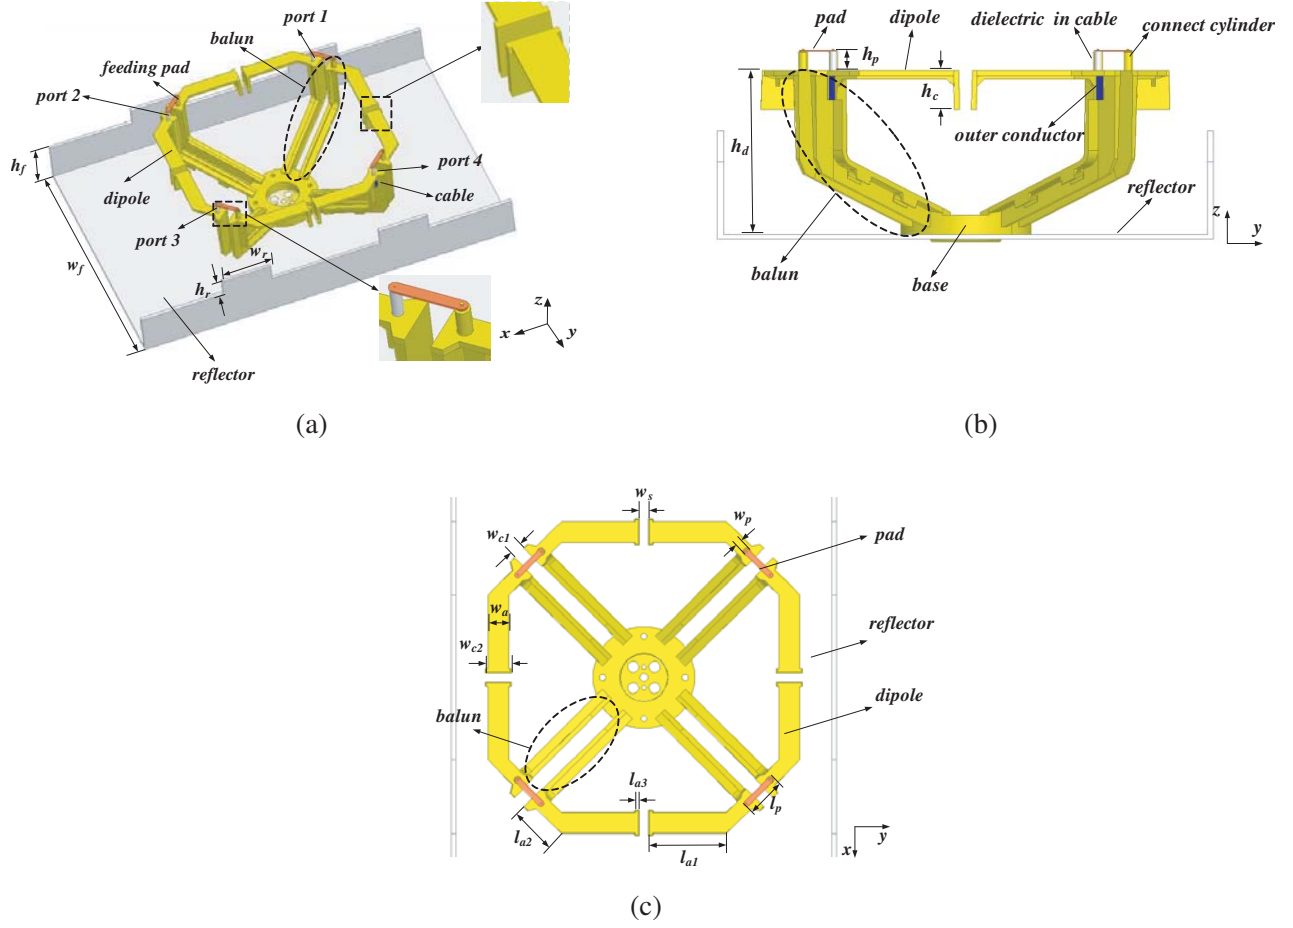 port 1
balun
feeding pad
port 2
h_f
dipole
port 4
cable
port 3
w_r
w_f
h_r
reflector
z
x
y
(a)
pad
dipole
dielectric in cable
connect cylinder
h_p
h_c
outer conductor
h_d
reflector
z
y
balun
base
(b)
w_s
w_p
w_c1
pad
w_a
reflector
w_c2
dipole
balun
l_a3
l_p
l_a2
l_a1
y
x
(c)